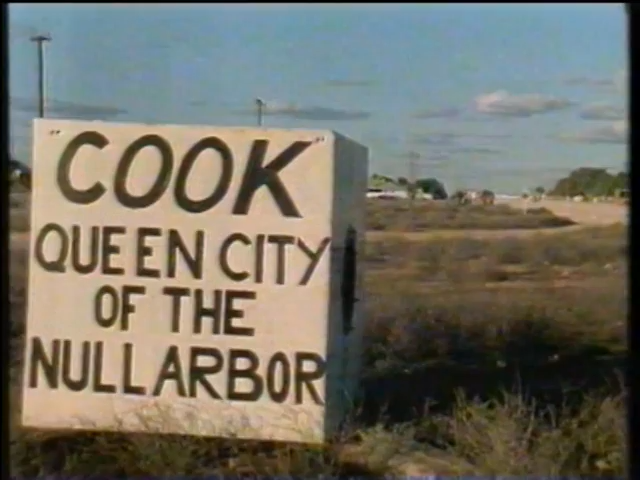 "COOK"
QUEEN CITY
OF THE
NULLARBOR